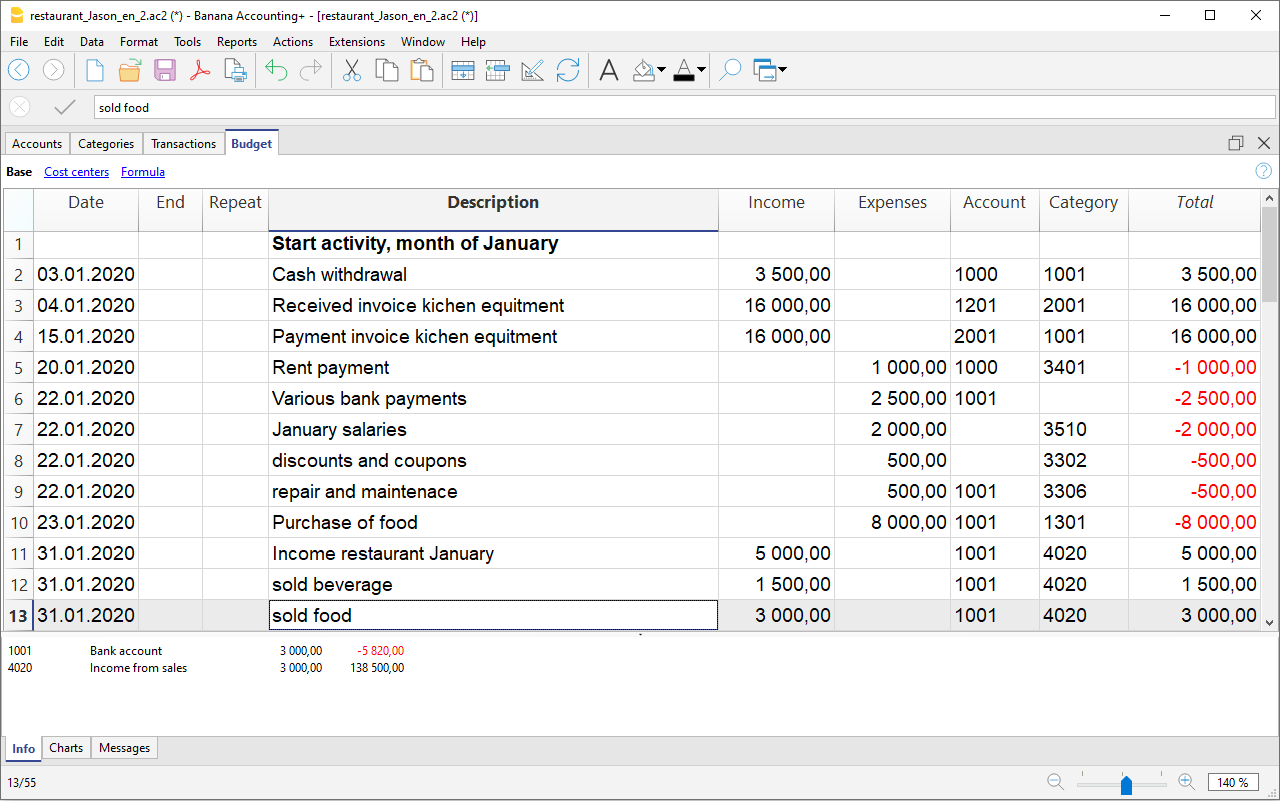 restaurant_Jason_en_2.ac2 (*) - Banana Accounting+ - [restaurant_Jason_en_2.ac2 (*)]
File Edit Data Format Tools Reports Actions Extensions Window Help
sold food
Accounts Categories Transactions Budget
Base Cost centers Formula
Date End Repeat Description Income Expenses Account Category Total
1 Start activity, month of January
2 03.01.2020 Cash withdrawal 3 500,00 1000 1001 3 500,00
3 04.01.2020 Received invoice kichen equitment 16 000,00 1201 2001 16 000,00
4 15.01.2020 Payment invoice kichen equitment 16 000,00 2001 1001 16 000,00
5 20.01.2020 Rent payment 1 000,00 1000 3401 -1 000,00
6 22.01.2020 Various bank payments 2 500,00 1001 -2 500,00
7 22.01.2020 January salaries 2 000,00 3510 -2 000,00
8 22.01.2020 discounts and coupons 500,00 3302 -500,00
9 22.01.2020 repair and maintenace 500,00 1001 3306 -500,00
10 23.01.2020 Purchase of food 8 000,00 1001 1301 -8 000,00
11 31.01.2020 Income restaurant January 5 000,00 1001 4020 5 000,00
12 31.01.2020 sold beverage 1 500,00 1001 4020 1 500,00
13 31.01.2020 sold food 3 000,00 1001 4020 3 000,00
1001 Bank account 3 000,00 -5 820,00
4020 Income from sales 3 000,00 138 500,00
Info Charts Messages
13/55 140 %